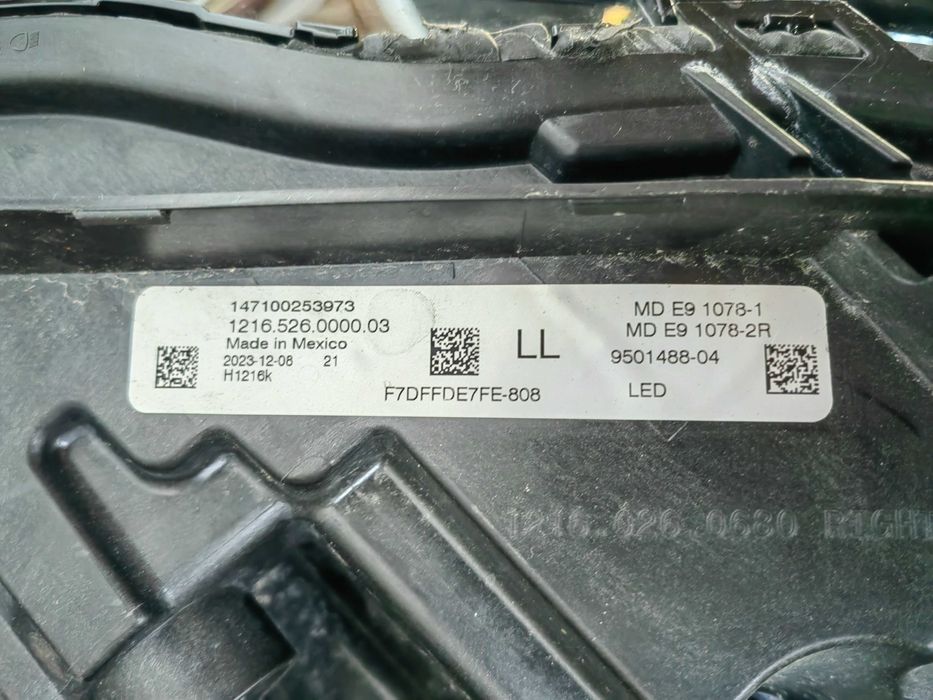 147100253973
1216.526.0000.03
Made in Mexico
2023-12-08 21
H1216k
LL
F7DFFDE7FE-808
MD E9 1078-1
MD E9 1078-2R
9501488-04
LED
1216.026.0680 RIGHT